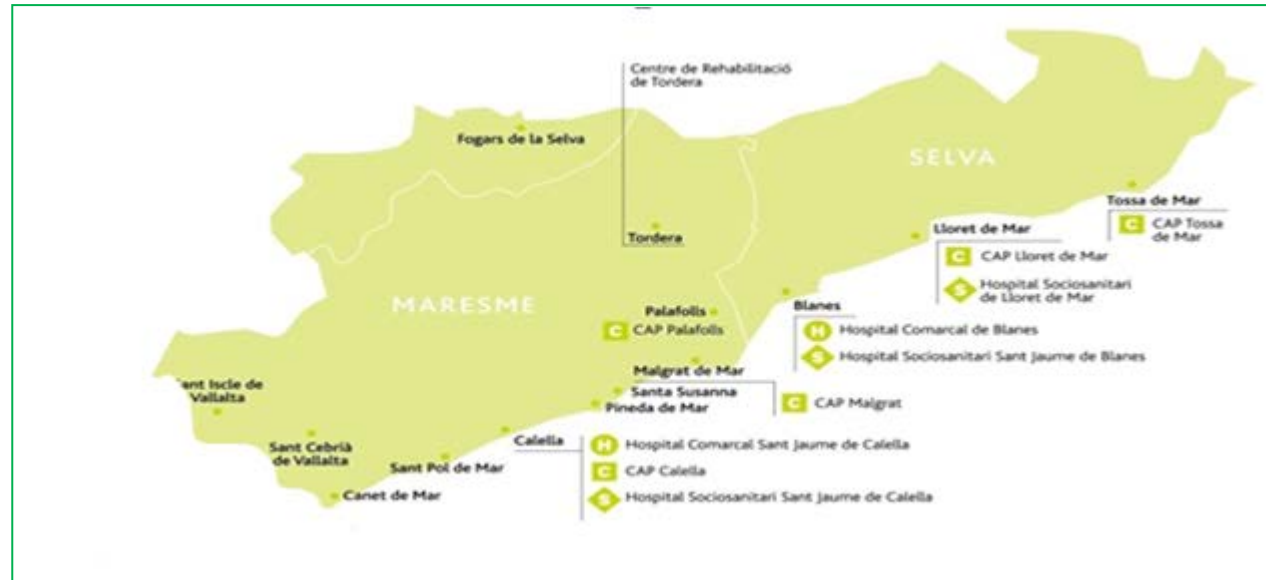 Centre de Rehabilitació
de Tordera
Fogars de la Selva
SELVA
Tossa de Mar
C CAP Tossa
de Mar
Lloret de Mar
C CAP Lloret de Mar
S Hospital Sociosanitari
de Lloret de Mar
Tordera
MARESME
Palafolls
C CAP Palafolls
Blanes
H Hospital Comarcal de Blanes
S Hospital Sociosanitari Sant Jaume de Blanes
Malgrat de Mar
C CAP Malgrat
Santa Susanna
Pineda de Mar
ant Iscle de
Vallalta
Sant Cebrià
de Vallalta
Sant Pol de Mar
Canet de Mar
Calella
H Hospital Comarcal Sant Jaume de Calella
C CAP Calella
S Hospital Sociosanitari Sant Jaume de Calella